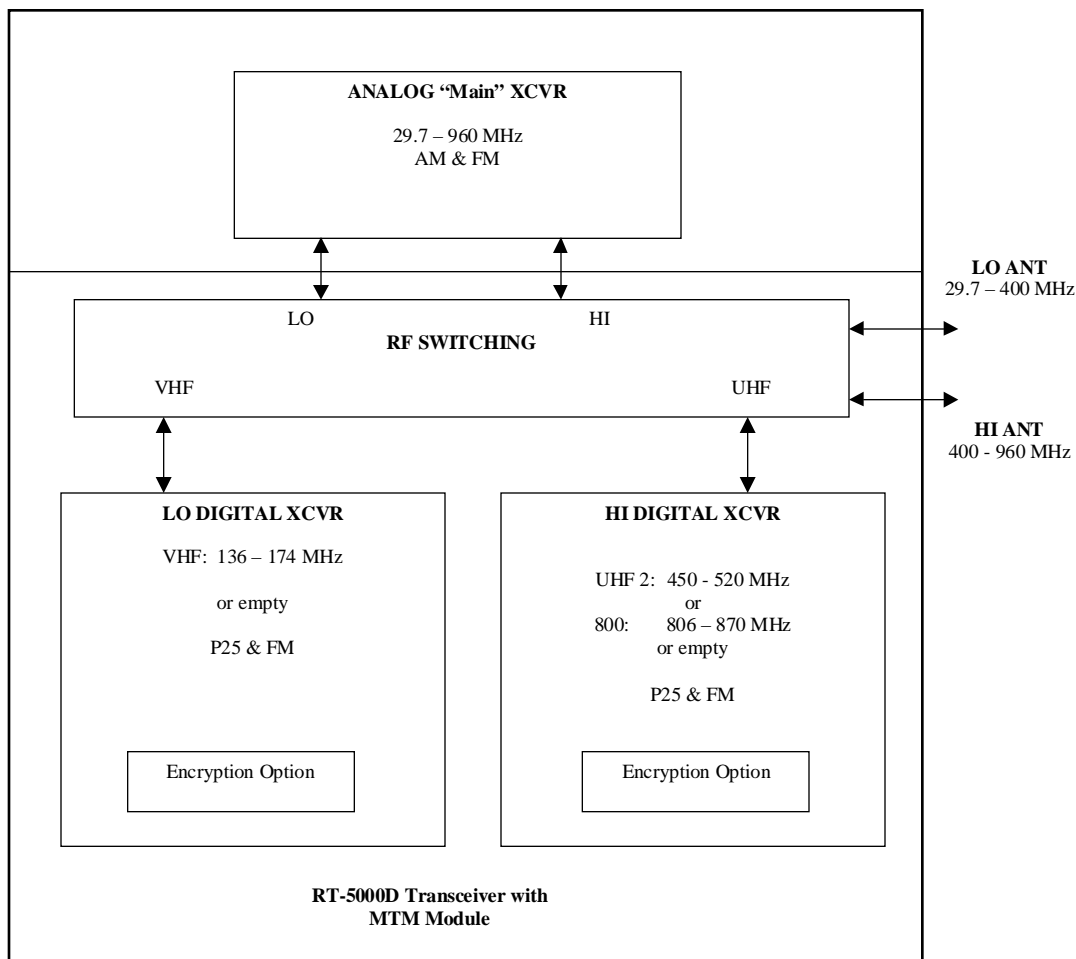 ANALOG “Main” XCVR
29.7 – 960 MHz
AM & FM
LO ANT
29.7 – 400 MHz
LO
HI
RF SWITCHING
VHF
UHF
HI ANT
400 - 960 MHz
LO DIGITAL XCVR
VHF: 136 – 174 MHz
or empty
P25 & FM
Encryption Option
HI DIGITAL XCVR
UHF 2: 450 - 520 MHz
or
800: 806 – 870 MHz
or empty
P25 & FM
Encryption Option
RT-5000D Transceiver with
MTM Module